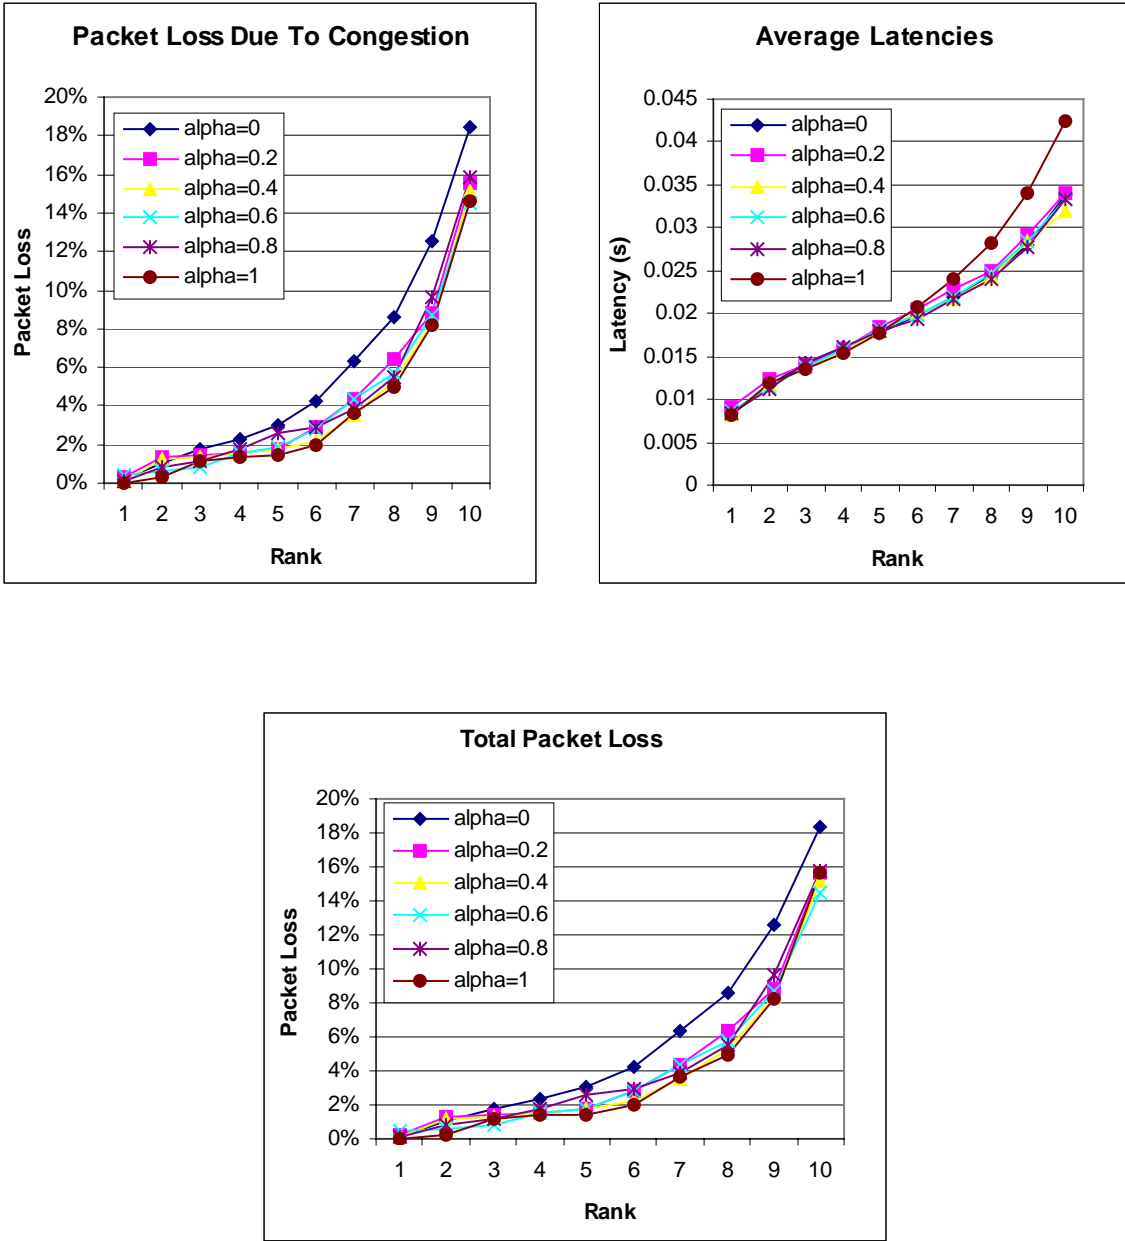 Packet Loss Due To Congestion
20%
18%
16%
14%
12%
10%
8%
6%
4%
2%
0%
Packet Loss
alpha=0
alpha=0.2
alpha=0.4
alpha=0.6
alpha=0.8
alpha=1
1 2 3 4 5 6 7 8 9 10
Rank
Average Latencies
0.045
0.04
0.035
0.03
0.025
0.02
0.015
0.01
0.005
0
Latency (s)
alpha=0
alpha=0.2
alpha=0.4
alpha=0.6
alpha=0.8
alpha=1
1 2 3 4 5 6 7 8 9 10
Rank
Total Packet Loss
20%
18%
16%
14%
12%
10%
8%
6%
4%
2%
0%
Packet Loss
alpha=0
alpha=0.2
alpha=0.4
alpha=0.6
alpha=0.8
alpha=1
1 2 3 4 5 6 7 8 9 10
Rank